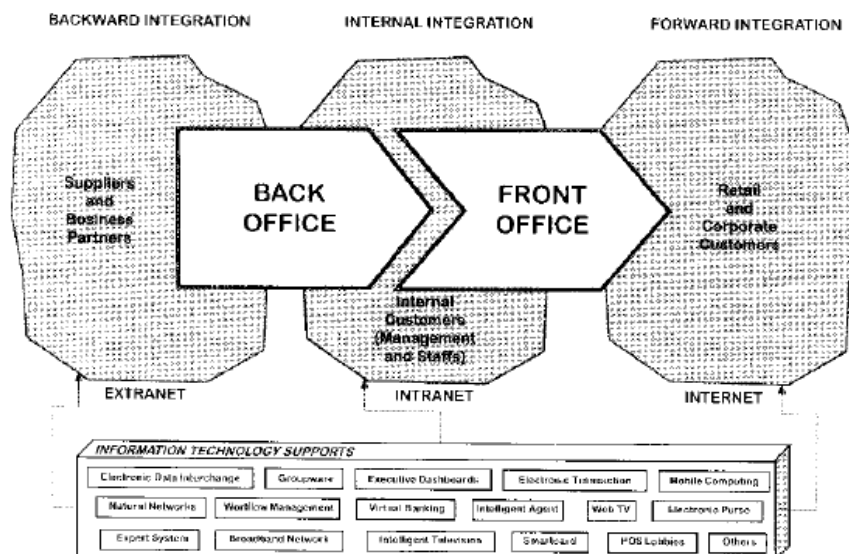 BACKWARD INTEGRATION
INTERNAL INTEGRATION
FORWARD INTEGRATION
Suppliers
and
Business
Partners
BACK
OFFICE
FRONT
OFFICE
Retail
and
Corporate
Customers
Internal
Customers
(Management
and Staffs)
EXTRANET
INTRANET
INTERNET
INFORMATION TECHNOLOGY SUPPORTS
Electronic Data Interchange
Groupware
Executive Dashboards
Electronic Transaction
Mobile Computing
Natural Networks
Workflow Management
Virtual Banking
Intelligent Agent
Web TV
Electronic Purse
Expert System
Broadband Network
Intelligent Television
Smartcard
POS Lobbies
Others